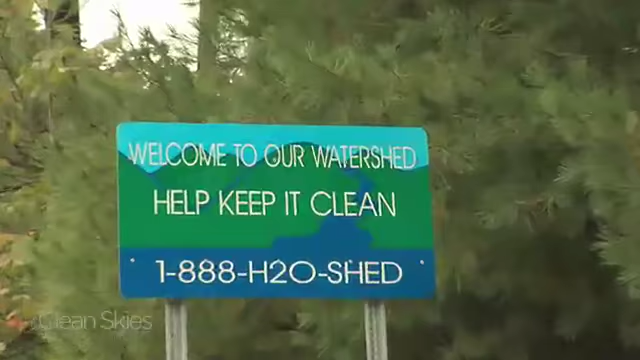 WELCOME TO OUR WATERSHED
HELP KEEP IT CLEAN
1-888-H2O-SHED
Clean Skies